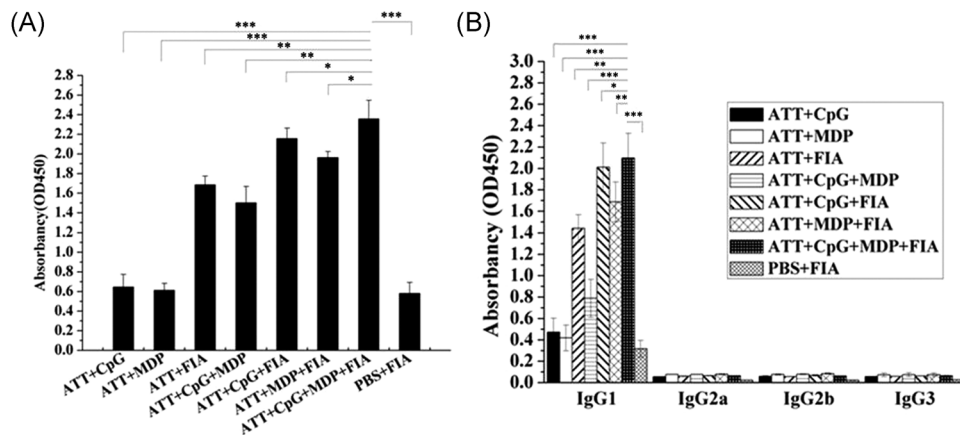 (A)
***
***
***
**
**
*
*
Absorbancy(OD450)
2.8
2.6
2.4
2.2
2.0
1.8
1.6
1.4
1.2
1.0
0.8
0.6
0.4
0.2
0.0
ATT+CpG
ATT+MDP
ATT+FIA
ATT+CpG+MDP
ATT+CpG+FIA
ATT+MDP+FIA
ATT+CpG+MDP+FIA
PBS+FIA
(B)
***
***
**
***
*
**
***
Absorbancy (OD450)
3.0
2.8
2.6
2.4
2.2
2.0
1.8
1.6
1.4
1.2
1.0
0.8
0.6
0.4
0.2
0.0
IgG1 IgG2a IgG2b IgG3
ATT+CpG
ATT+MDP
ATT+FIA
ATT+CpG+MDP
ATT+CpG+FIA
ATT+MDP+FIA
ATT+CpG+MDP+FIA
PBS+FIA